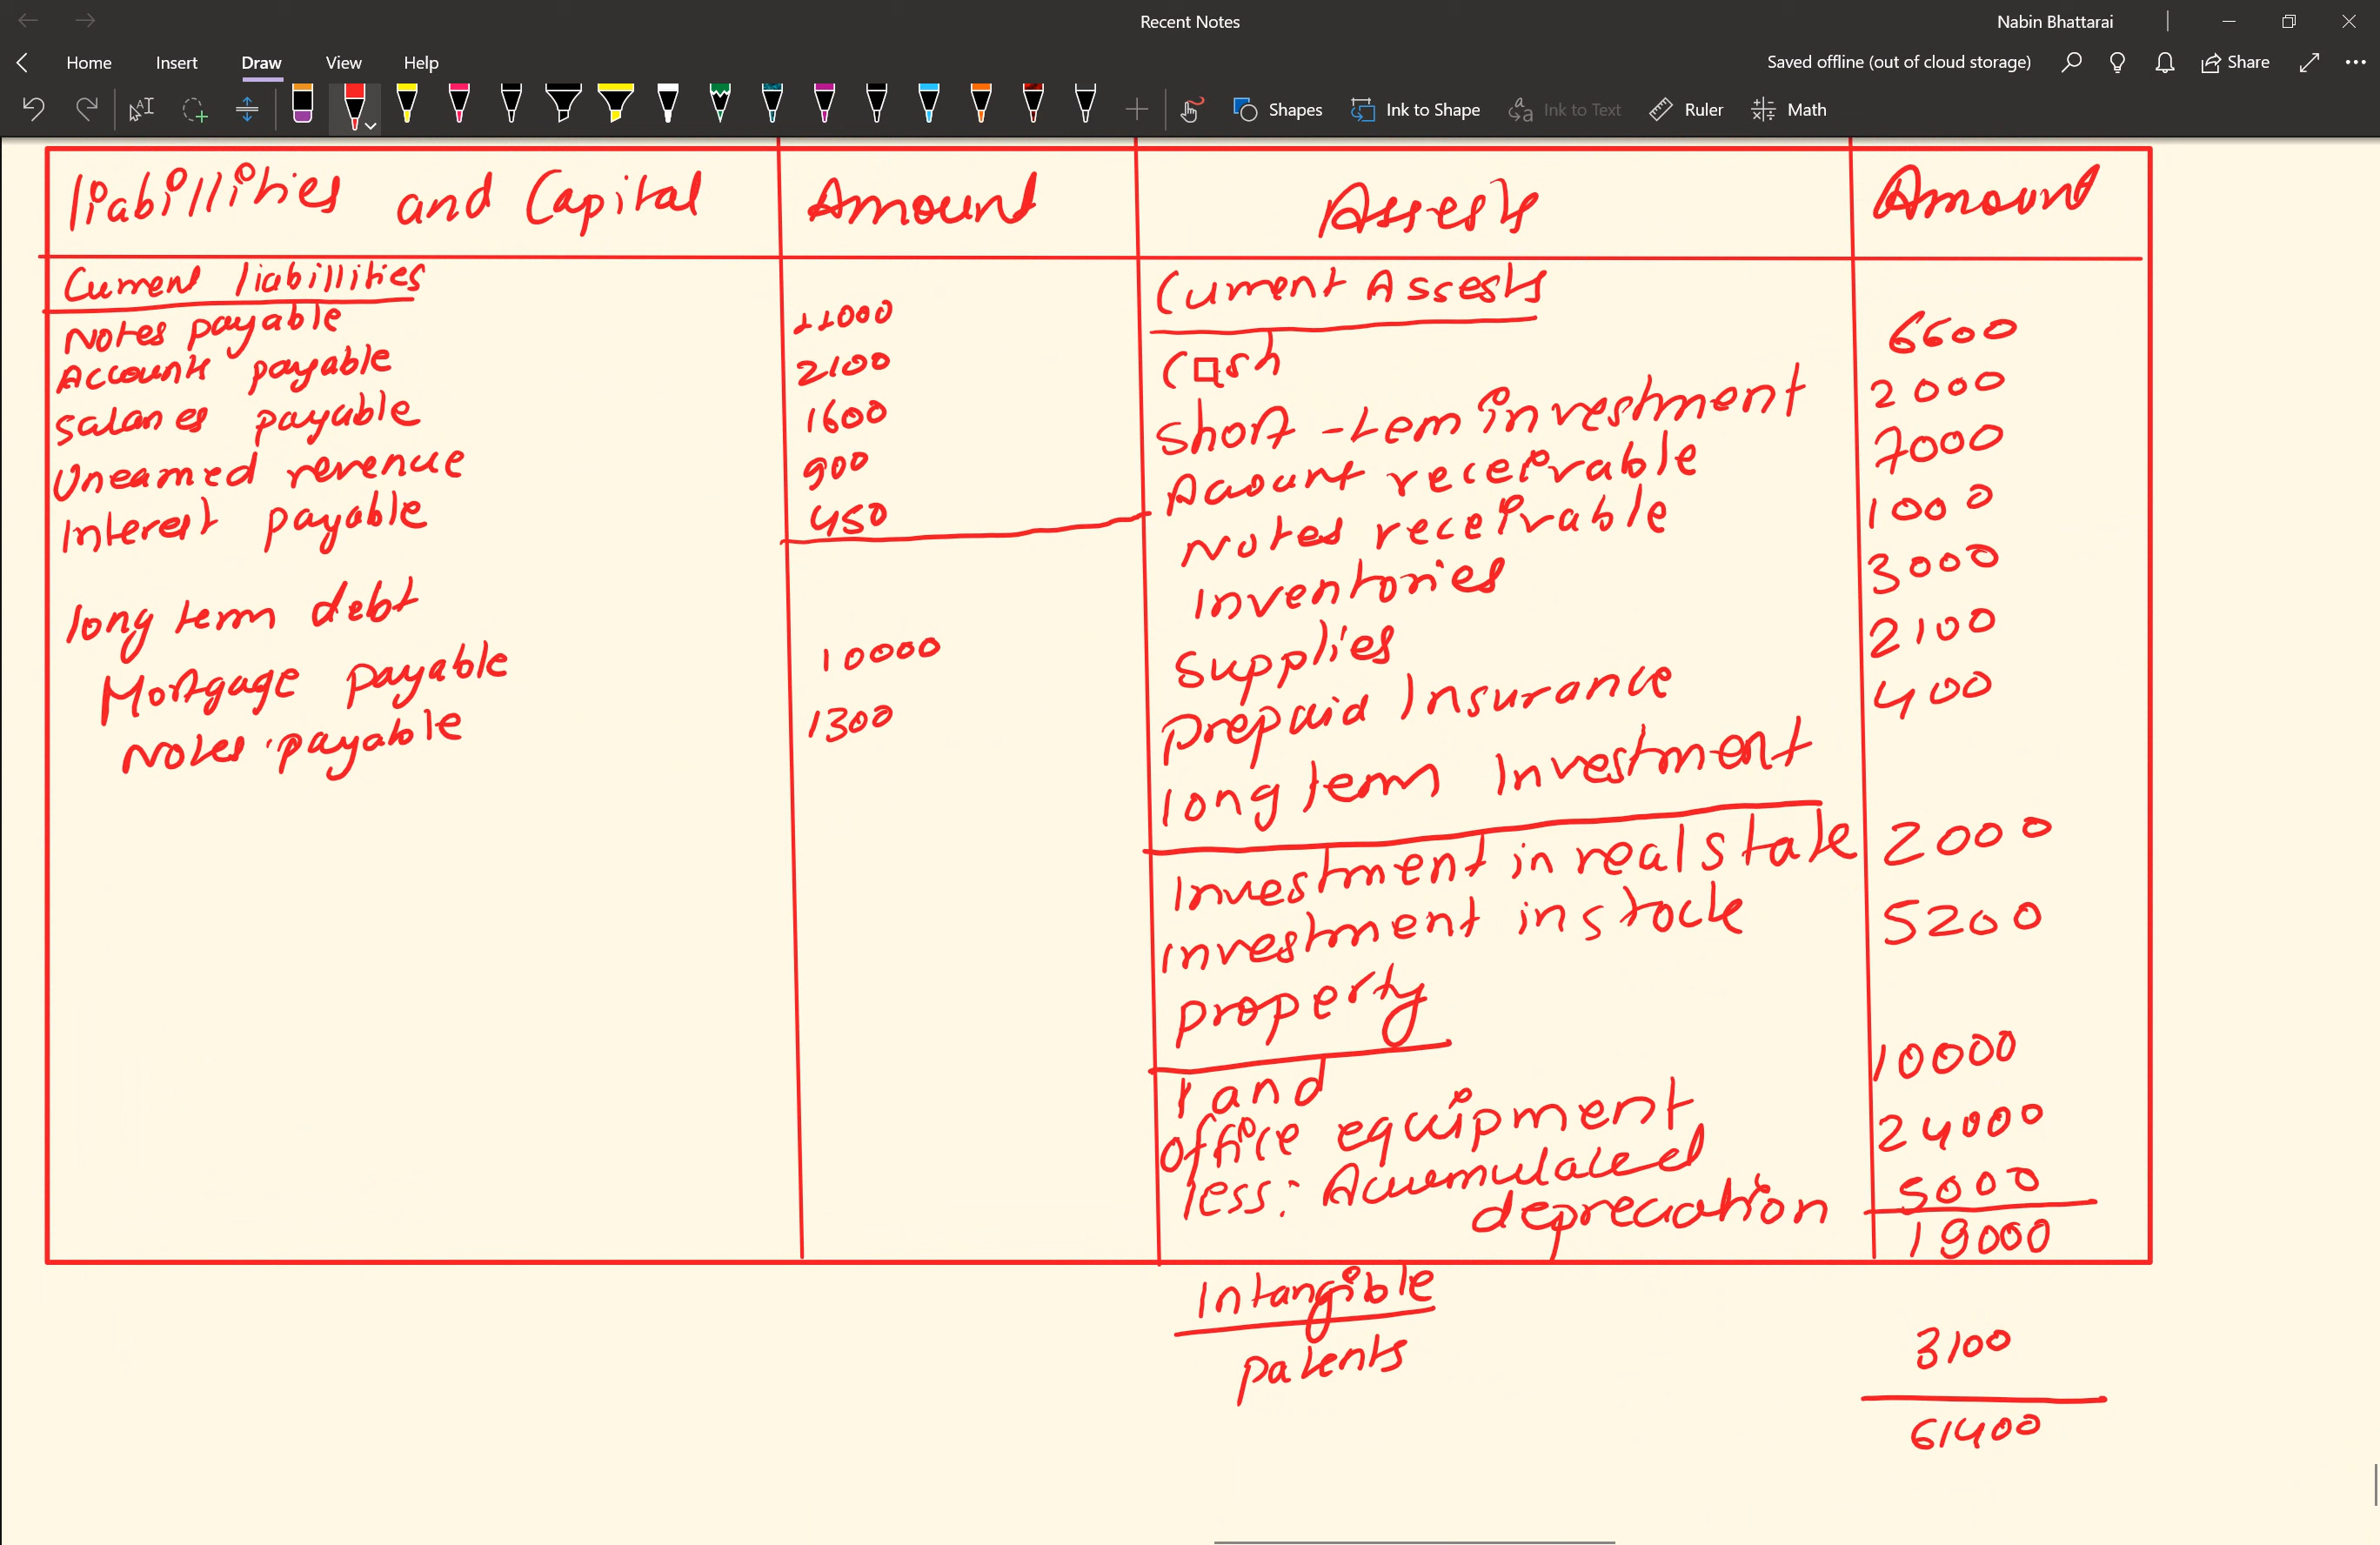 Recent Notes
Nabin Bhattarai
Home Insert Draw View Help
Saved offline (out of cloud storage) Share
Shapes Ink to Shape Ink to Text Ruler Math
liabillities and Capital Amount Assests Amount
Current liabillities
Notes payable 11000
Accounts payable 2100
Salaries payable 1600
Unearned revenue 900
Interest payable 450
long term debt
Mortgage payable 10000
Notes payable 1300
Current Assests
Cash 6600
Short-term investment 2000
Account receivable 7000
Notes receivable 1000
Inventories 3000
Supplies 2100
Prepaid Insurance 400
long term Investment
Investment in real state 2000
investment in stock 5200
property
land 10000
office equipment 24000
less: Accumulated 5000
depreciation 19000
Intangible
patents 3100
61400